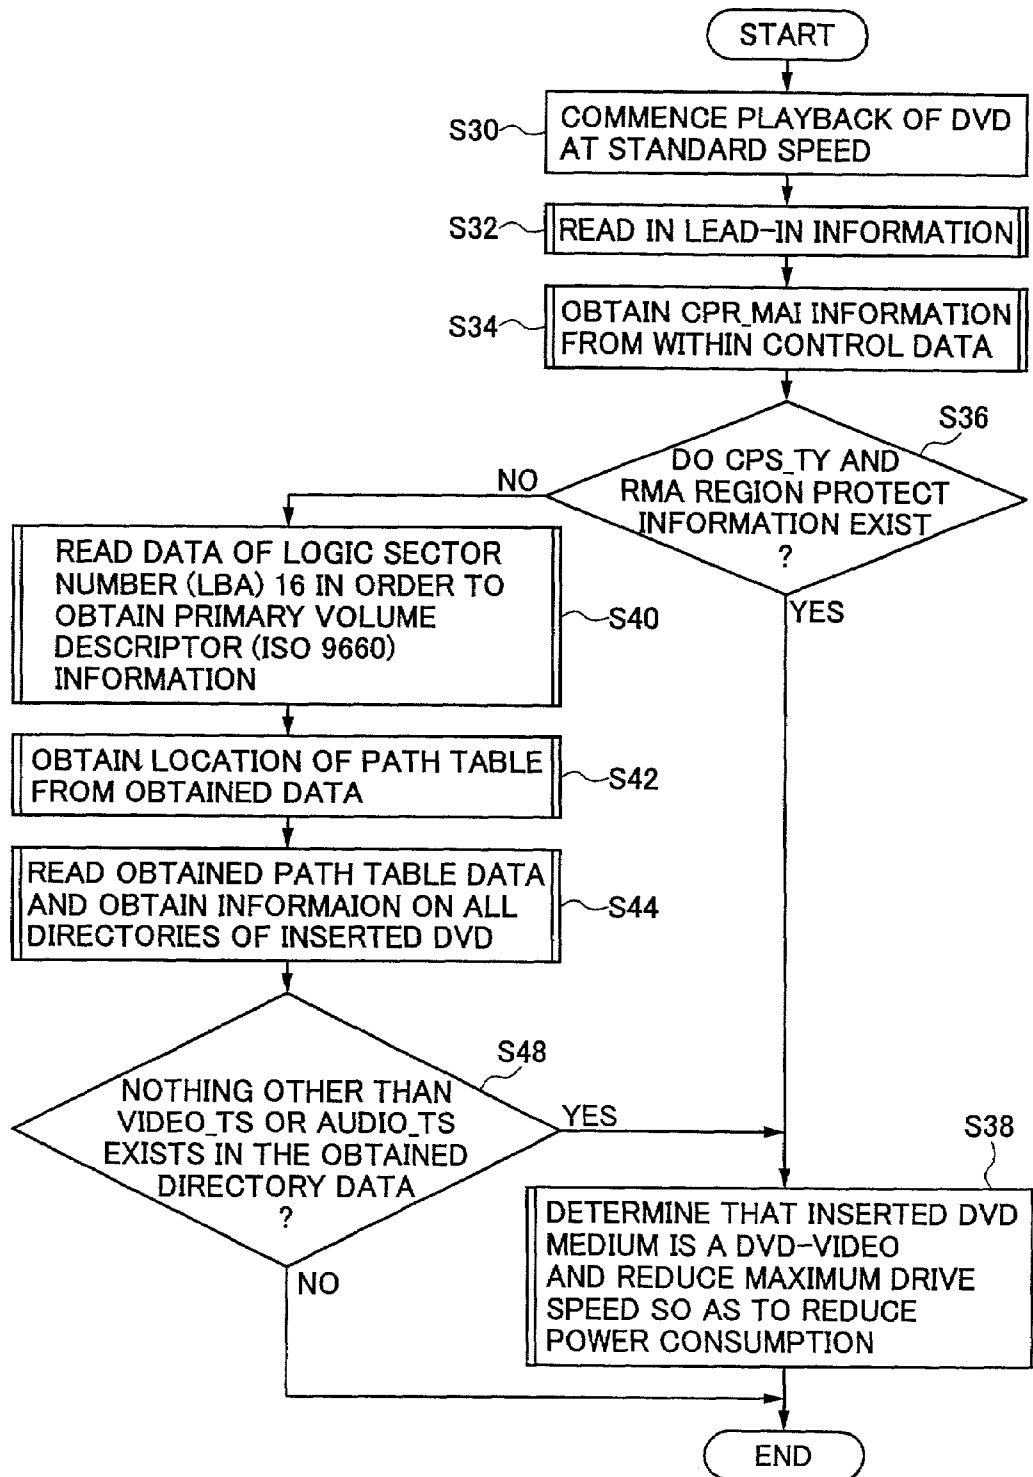 START
S30
COMMENCE PLAYBACK OF DVD
AT STANDARD SPEED
S32
READ IN LEAD-IN INFORMATION
S34
OBTAIN CPR_MAI INFORMATION
FROM WITHIN CONTROL DATA
S36
DO CPS_TY AND
RMA REGION PROTECT
INFORMATION EXIST
?
NO
YES
READ DATA OF LOGIC SECTOR
NUMBER (LBA) 16 IN ORDER TO
OBTAIN PRIMARY VOLUME
DESCRIPTOR (ISO 9660)
INFORMATION
S40
OBTAIN LOCATION OF PATH TABLE
FROM OBTAINED DATA
S42
READ OBTAINED PATH TABLE DATA
AND OBTAIN INFORMAION ON ALL
DIRECTORIES OF INSERTED DVD
S44
S48
NOTHING OTHER THAN
VIDEO_TS OR AUDIO_TS
EXISTS IN THE OBTAINED
DIRECTORY DATA
?
YES
NO
S38
DETERMINE THAT INSERTED DVD
MEDIUM IS A DVD-VIDEO
AND REDUCE MAXIMUM DRIVE
SPEED SO AS TO REDUCE
POWER CONSUMPTION
END